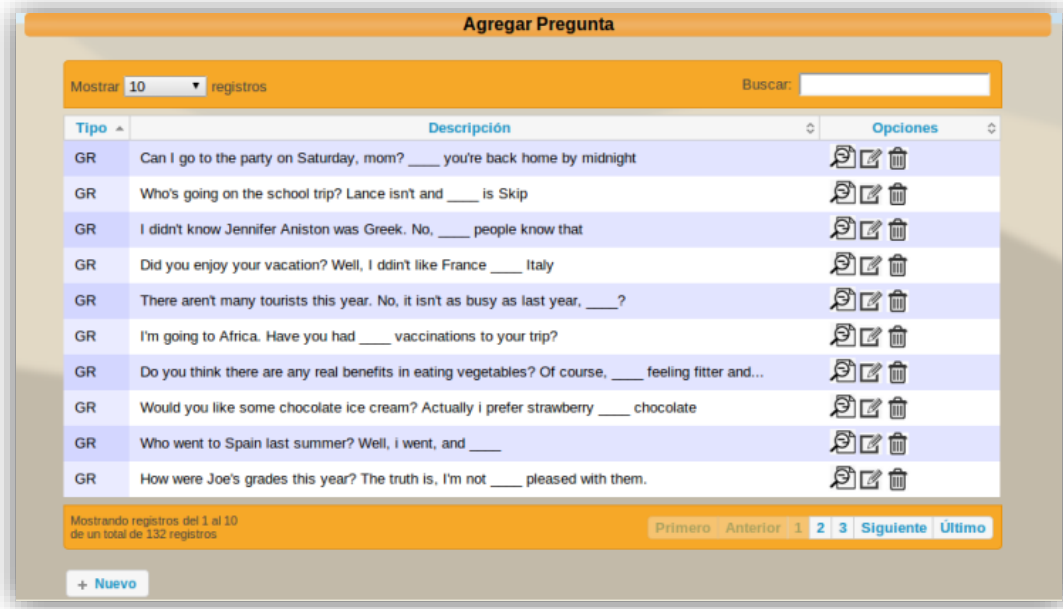 Agregar Pregunta
Mostrar 10 registros Buscar:
Tipo Descripción Opciones
GR Can I go to the party on Saturday, mom? ____ you're back home by midnight
GR Who's going on the school trip? Lance isn't and ____ is Skip
GR I didn't know Jennifer Aniston was Greek. No, ____ people know that
GR Did you enjoy your vacation? Well, I ddin't like France ____ Italy
GR There aren't many tourists this year. No, it isn't as busy as last year, ____?
GR I'm going to Africa. Have you had ____ vaccinations to your trip?
GR Do you think there are any real benefits in eating vegetables? Of course, ____ feeling fitter and...
GR Would you like some chocolate ice cream? Actually i prefer strawberry ____ chocolate
GR Who went to Spain last summer? Well, i went, and ____
GR How were Joe's grades this year? The truth is, I'm not ____ pleased with them.
Mostrando registros del 1 al 10
de un total de 132 registros
Primero Anterior 1 2 3 Siguiente Último
+ Nuevo